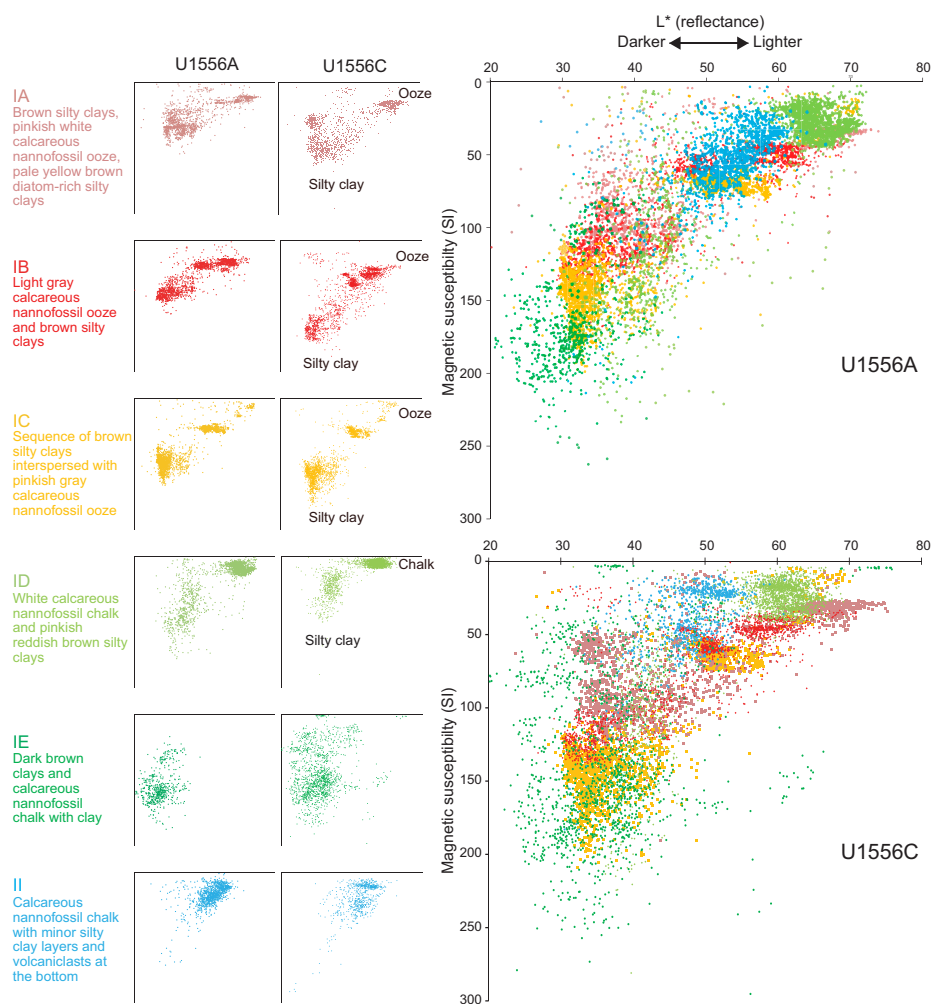 U1556A
U1556C
IA
Brown silty clays,
pinkish white
calcareous
nannofossil ooze,
pale yellow brown
diatom-rich silty
clays
Ooze
Silty clay
IB
Light gray
calcareous
nannofossil ooze
and brown silty
clays
Ooze
Silty clay
IC
Sequence of brown
silty clays
interspersed with
pinkish gray
calcareous
nannofossil ooze
Ooze
Silty clay
ID
White calcareous
nannofossil chalk
and pinkish
reddish brown silty
clays
Chalk
Silty clay
IE
Dark brown
clays and
calcareous
nannofossil
chalk with clay
II
Calcareous
nannofossil chalk
with minor silty
clay layers and
volcaniclasts at
the bottom
L* (reflectance)
Darker Lighter
20 30 40 50 60 70 80
0
50
100
150
200
250
300
Magnetic susceptibilty (SI)
U1556A
20 30 40 50 60 70 80
0
50
100
150
200
250
300
Magnetic susceptibilty (SI)
U1556C